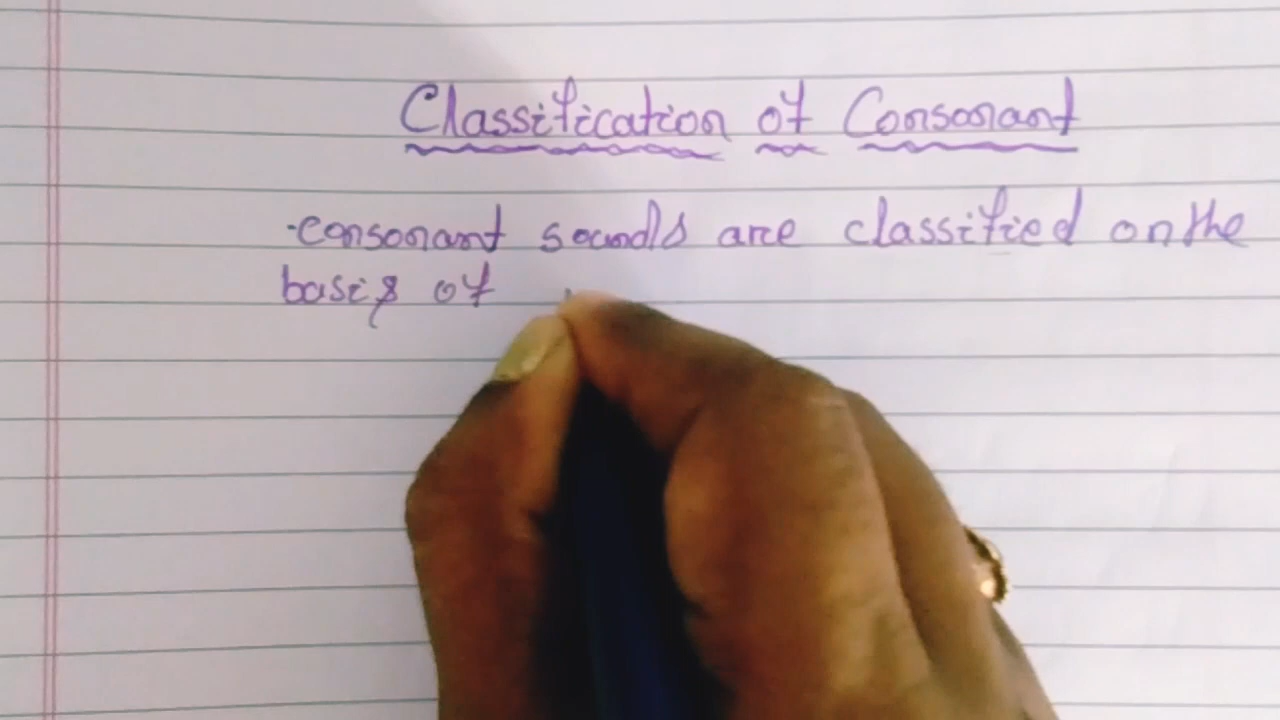 Classification of Consonant
·consonant sounds are classified on the
basis of